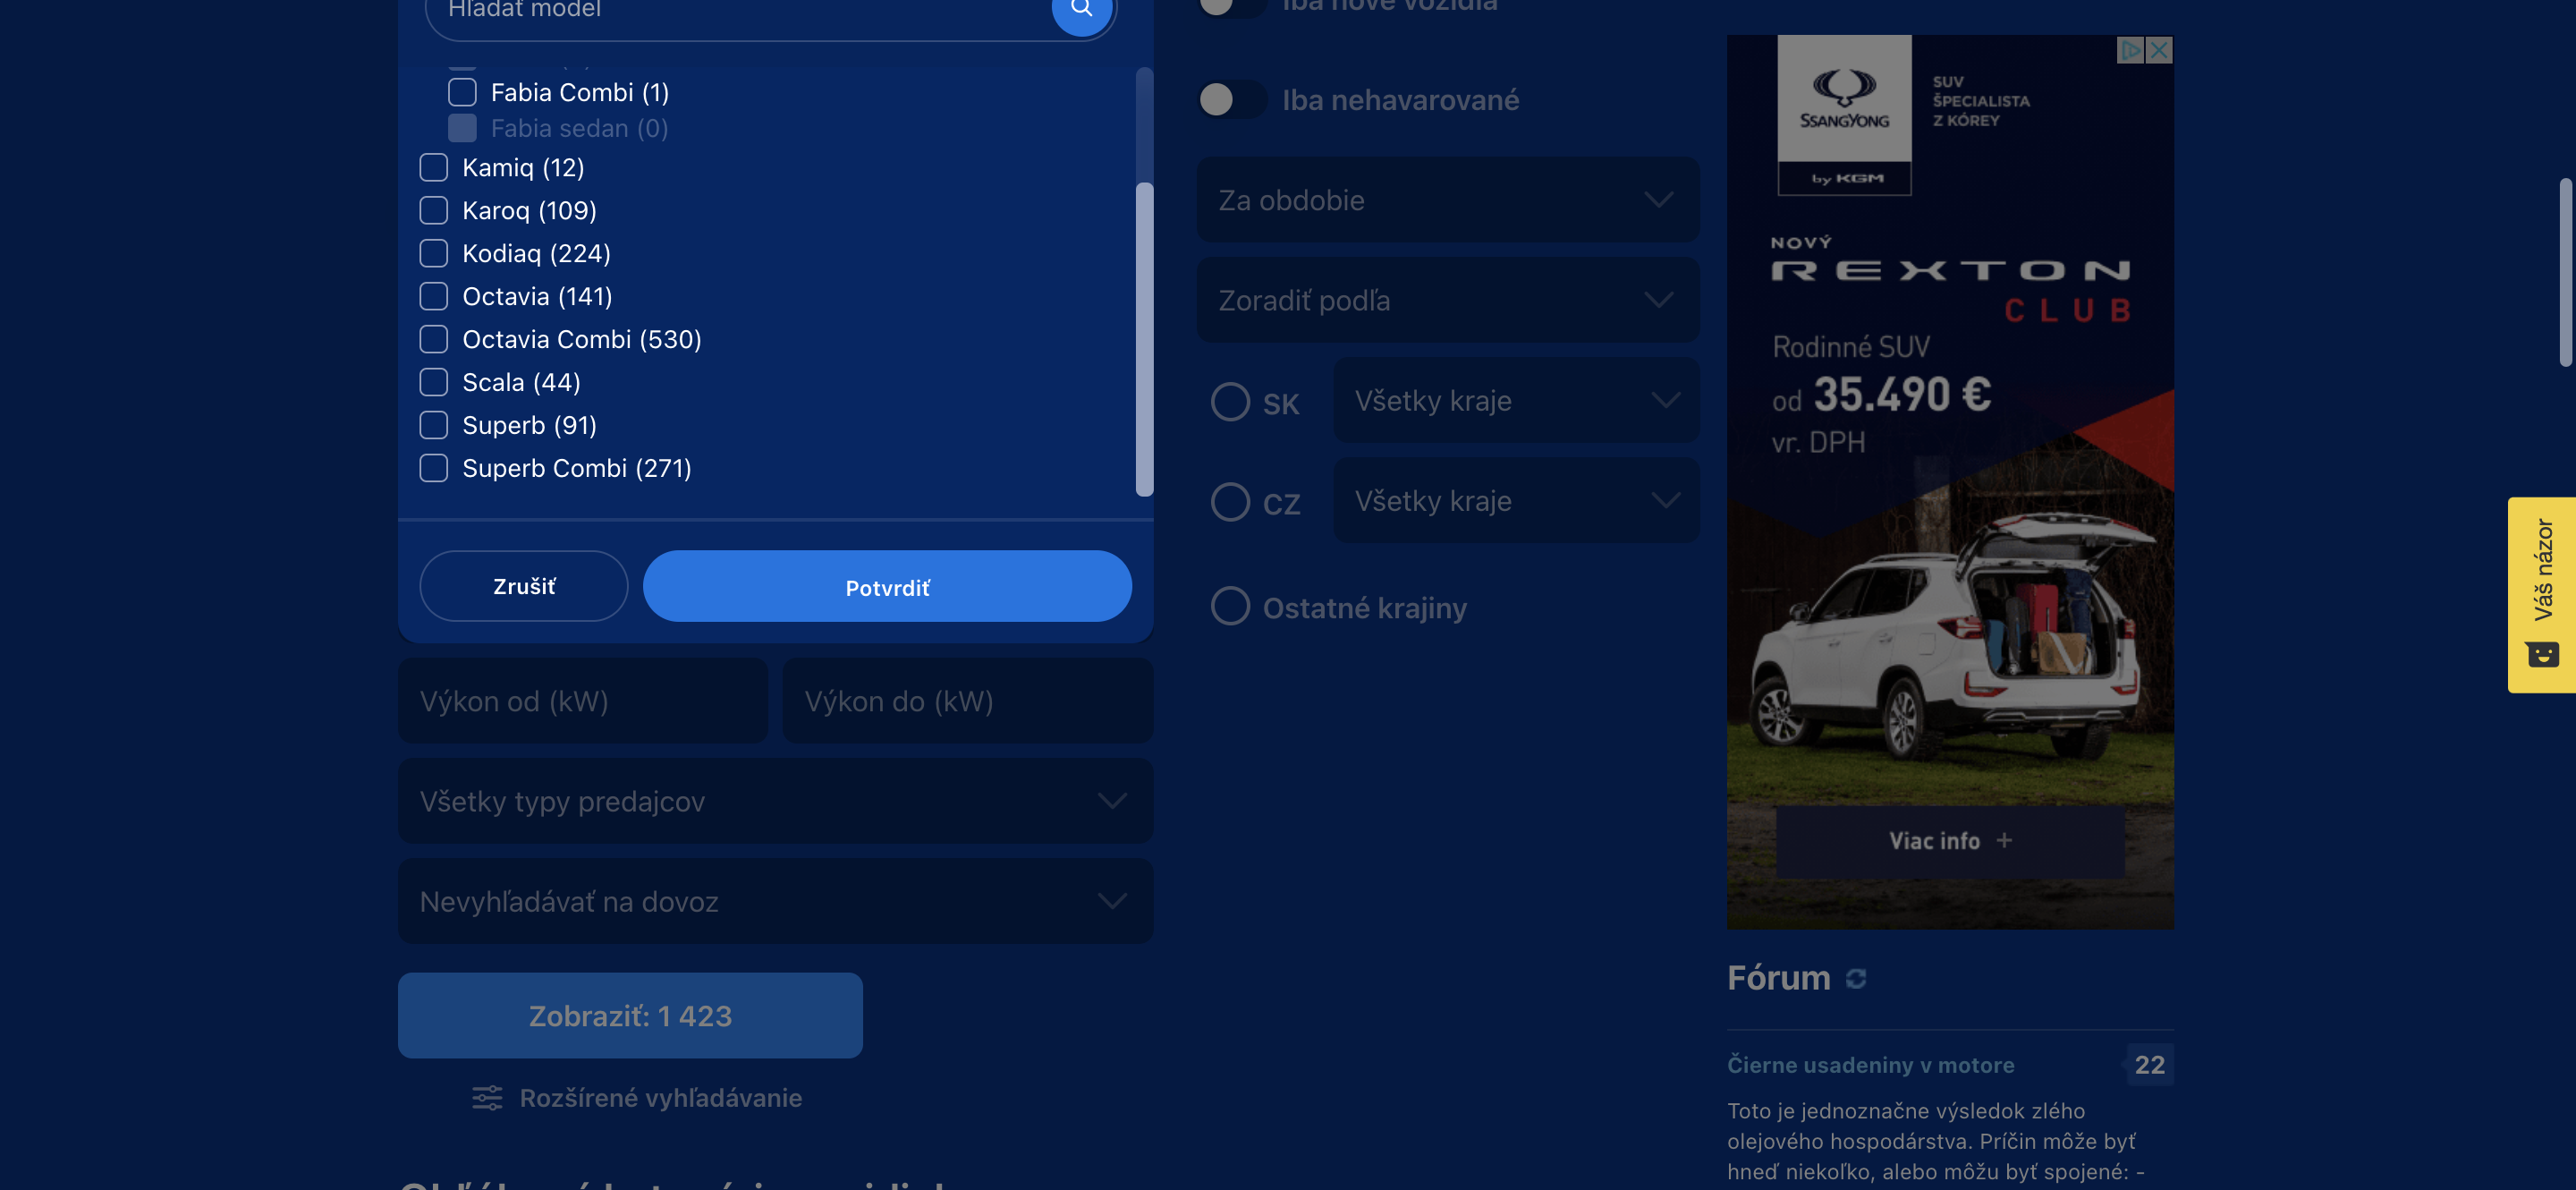 Hľadať model
Fabia Combi (1)
Fabia sedan (0)
Kamiq (12)
Karoq (109)
Kodiaq (224)
Octavia (141)
Octavia Combi (530)
Scala (44)
Superb (91)
Superb Combi (271)
Zrušiť
Potvrdiť
Výkon od (kW)
Výkon do (kW)
Všetky typy predajcov
Nevyhľadávať na dovoz
Zobraziť: 1 423
Rozšírené vyhľadávanie
Iba nové vozidlá
Iba nehavarované
Za obdobie
Zoradiť podľa
SK
Všetky kraje
CZ
Všetky kraje
Ostatné krajiny
SSANGYONG
by KGM
SUV
ŠPECIALISTA
Z KÓREY
NOVÝ
REXTON
CLUB
Rodinné SUV
od 35.490 €
vr. DPH
Viac info +
Fórum
Čierne usadeniny v motore
22
Toto je jednoznačne výsledok zlého
olejového hospodárstva. Príčin môže byť
hneď niekoľko, alebo môžu byť spojené: -
Váš názor